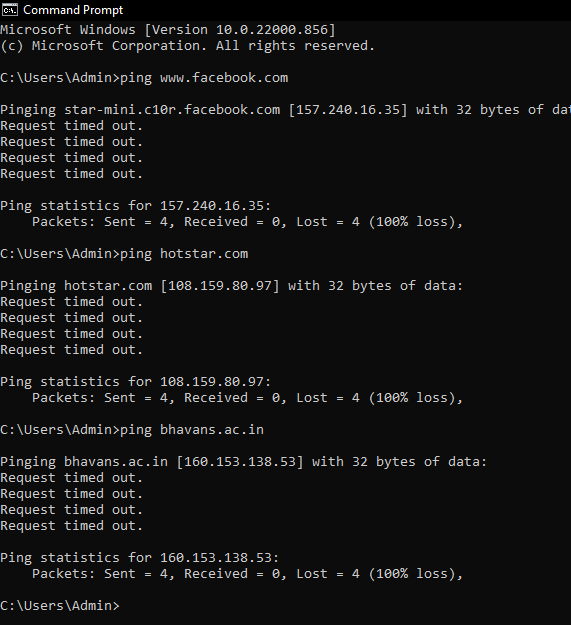 Command Prompt
Microsoft Windows [Version 10.0.22000.856]
(c) Microsoft Corporation. All rights reserved.
C:\Users\Admin>ping www.facebook.com
Pinging star-mini.c10r.facebook.com [157.240.16.35] with 32 bytes of dat
Request timed out.
Request timed out.
Request timed out.
Request timed out.
Ping statistics for 157.240.16.35:
    Packets: Sent = 4, Received = 0, Lost = 4 (100% loss),
C:\Users\Admin>ping hotstar.com
Pinging hotstar.com [108.159.80.97] with 32 bytes of data:
Request timed out.
Request timed out.
Request timed out.
Request timed out.
Ping statistics for 108.159.80.97:
    Packets: Sent = 4, Received = 0, Lost = 4 (100% loss),
C:\Users\Admin>ping bhavans.ac.in
Pinging bhavans.ac.in [160.153.138.53] with 32 bytes of data:
Request timed out.
Request timed out.
Request timed out.
Request timed out.
Ping statistics for 160.153.138.53:
    Packets: Sent = 4, Received = 0, Lost = 4 (100% loss),
C:\Users\Admin>